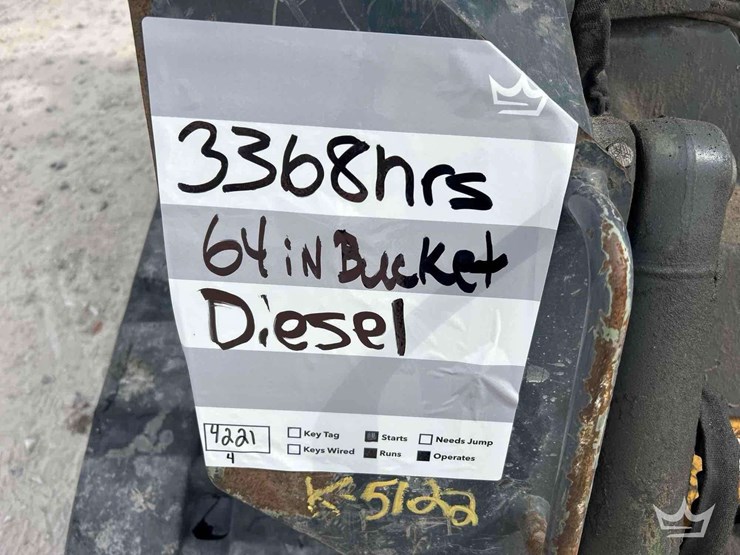 3368hrs
64 iN Bucket
Diesel
4221
4
Key Tag Starts Needs Jump
Keys Wired Runs Operates
K-5122